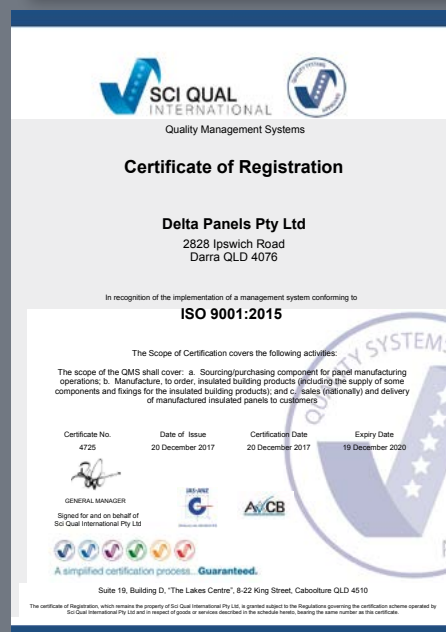 SCI QUAL
INTERNATIONAL
QUALITY SYSTEMS
Quality Management Systems
Certificate of Registration
Delta Panels Pty Ltd
2828 Ipswich Road
Darra QLD 4076
In recognition of the implementation of a management system conforming to
ISO 9001:2015
The Scope of Certification covers the following activities:
The scope of the QMS shall cover: a. Sourcing/purchasing component for panel manufacturing
operations; b. Manufacture, to order, insulated building products (including the supply of some
components and fixings for the insulated building products); and c. sales (nationally) and delivery
of manufactured insulated panels to customers
QUALITY SYSTEMS
Certificate No. Date of Issue Certification Date Expiry Date
4725 20 December 2017 20 December 2017 19 December 2020
GENERAL MANAGER
Signed for and on behalf of
Sci Qual International Pty Ltd
JAS-ANZ
AWCB
A simplified certification process. Guaranteed.
Suite 19, Building D, "The Lakes Centre", 8-22 King Street, Caboolture QLD 4510
The certificate of Registration, which remains the property of Sci Qual International Pty Ltd, is granted subject to the Regulations governing the certification scheme operated by
Sci Qual International Pty Ltd and in respect of goods or services described in the schedule hereto, bearing the same number as this certificate.